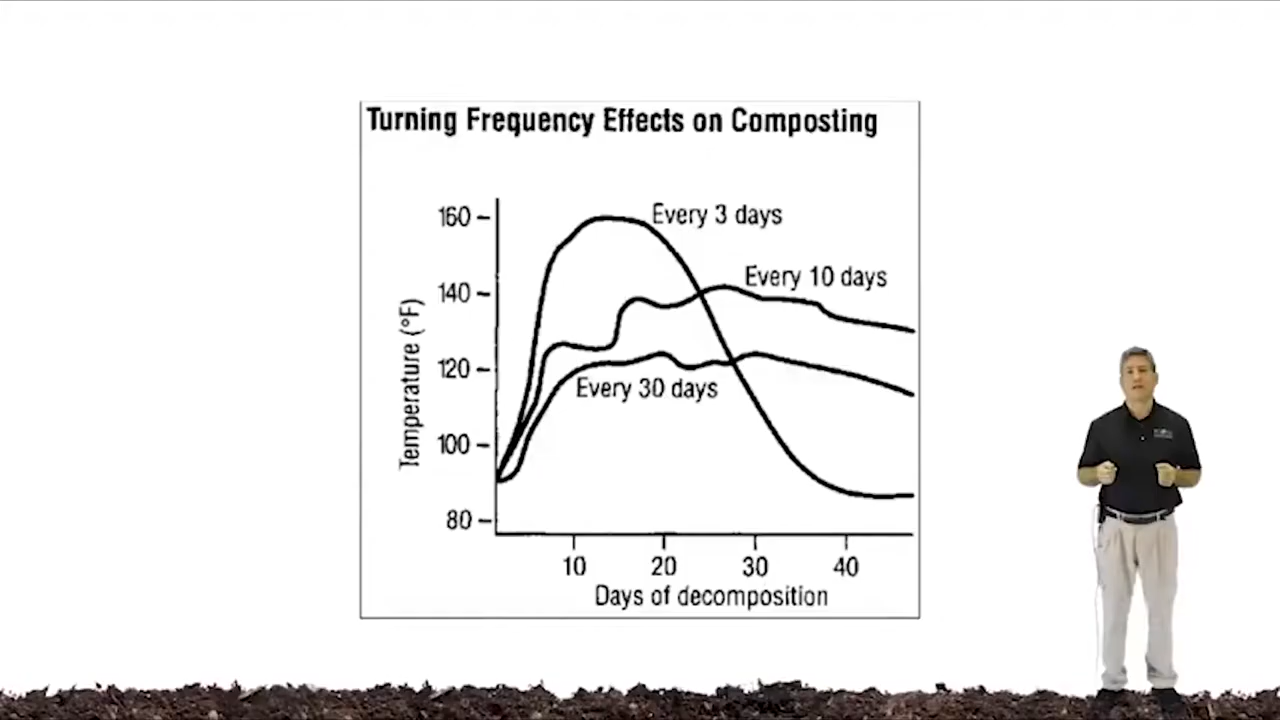 Turning Frequency Effects on Composting
160
Every 3 days
Every 10 days
140
120
Every 30 days
100
80
Temperature (°F)
10 20 30 40
Days of decomposition